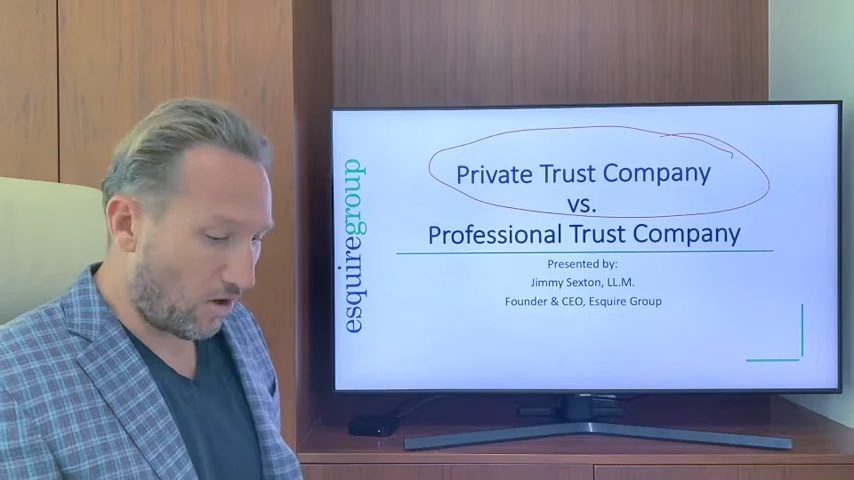 Private Trust Company
vs.
Professional Trust Company
Presented by:
Jimmy Sexton, LL.M.
Founder & CEO, Esquire Group
esquiregroup